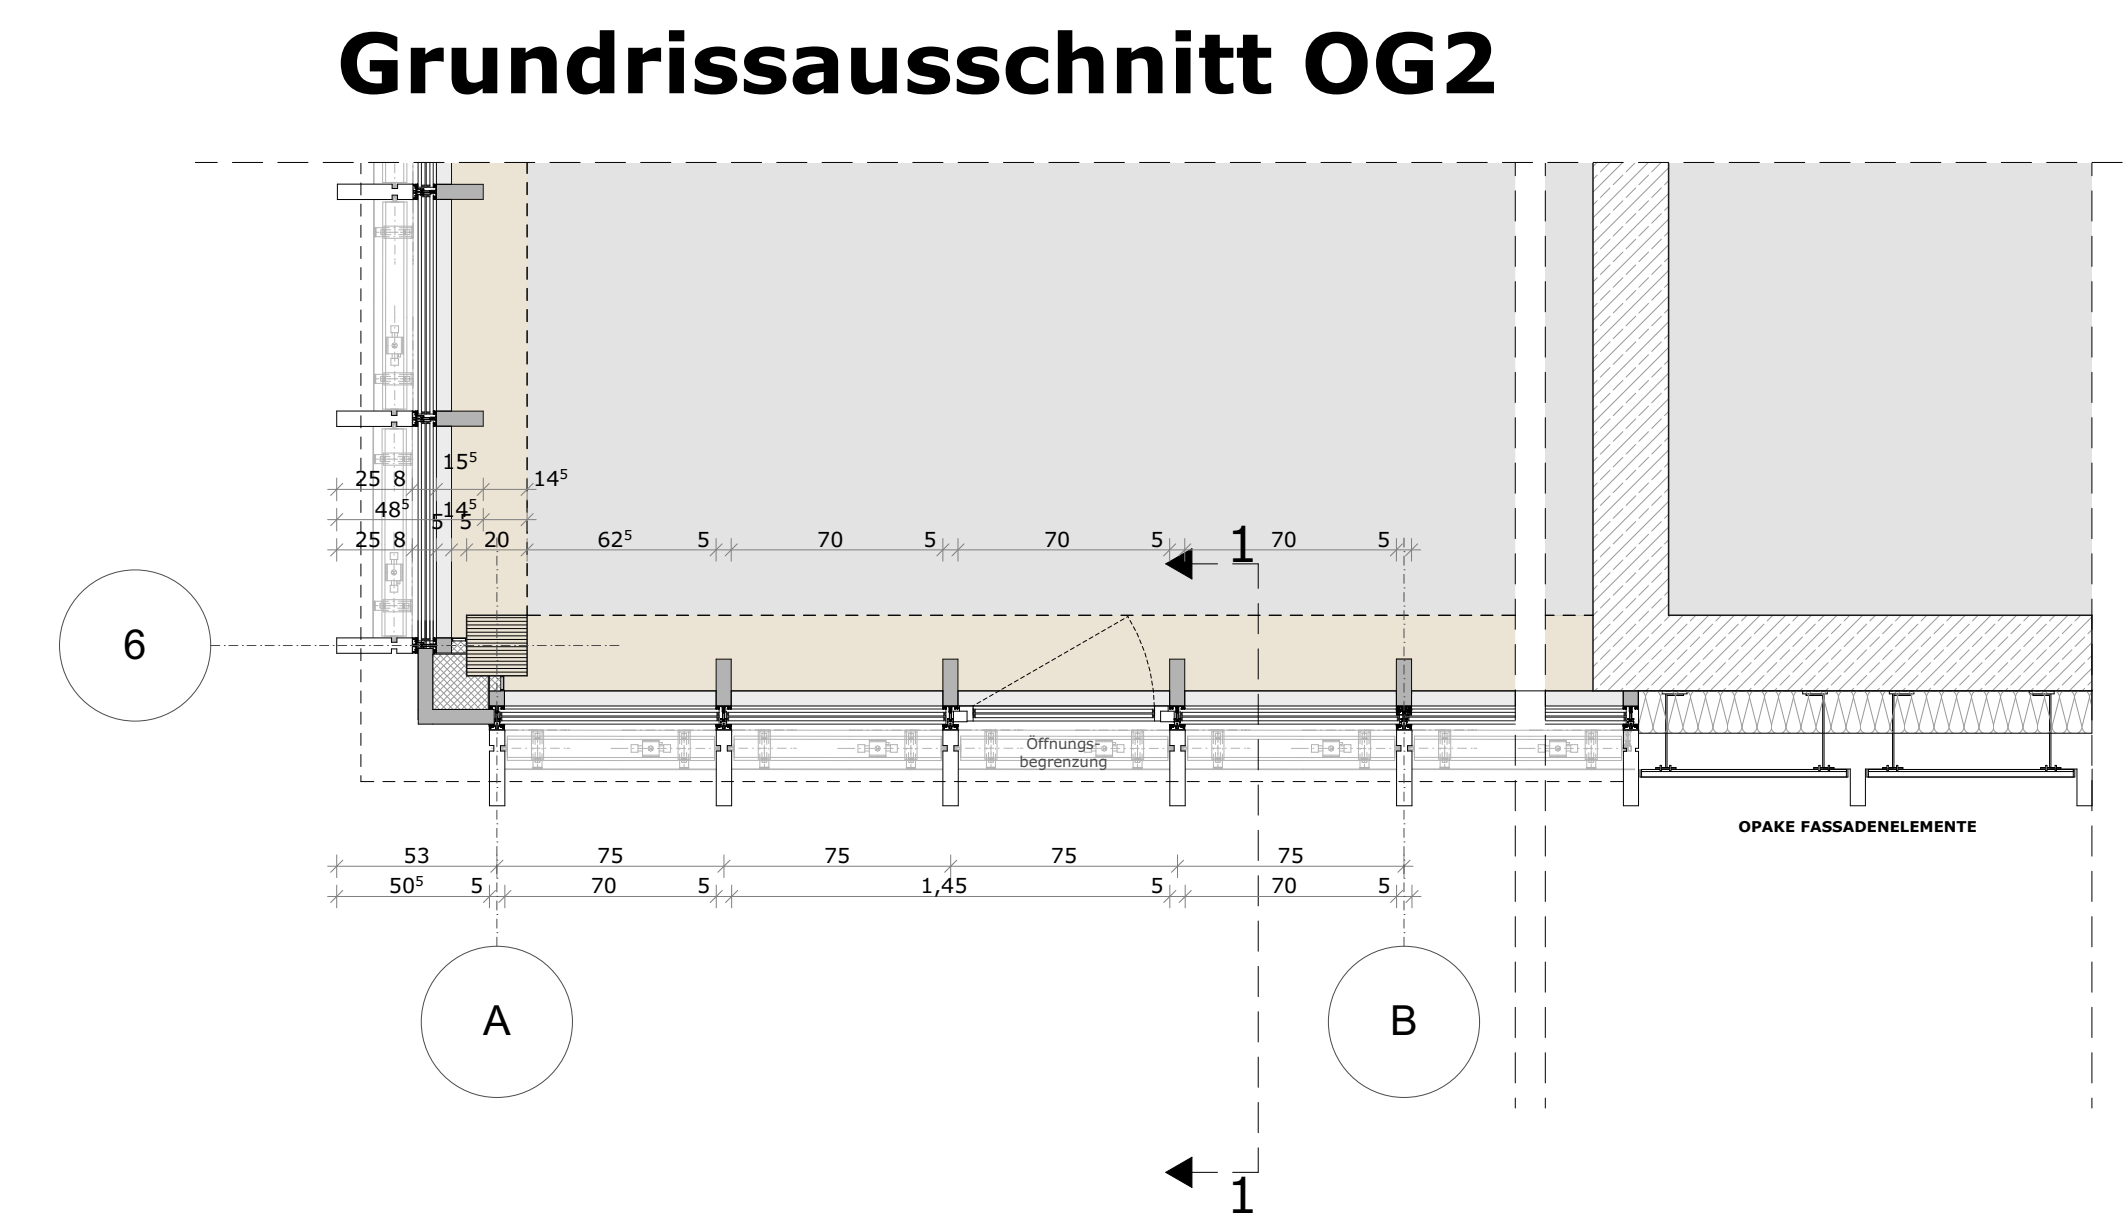 Grundrissausschnitt OG2
15⁵
25 8 14⁵
48⁵ 14⁵
5 5
25 8 20 62⁵ 5 70 5 70 5 70 5
1
6
Öffnungs-
begrenzung
OPAKE FASSADENELEMENTE
53 75 75 75 75
50⁵ 5 70 5 1,45 5 70 5
A B
1